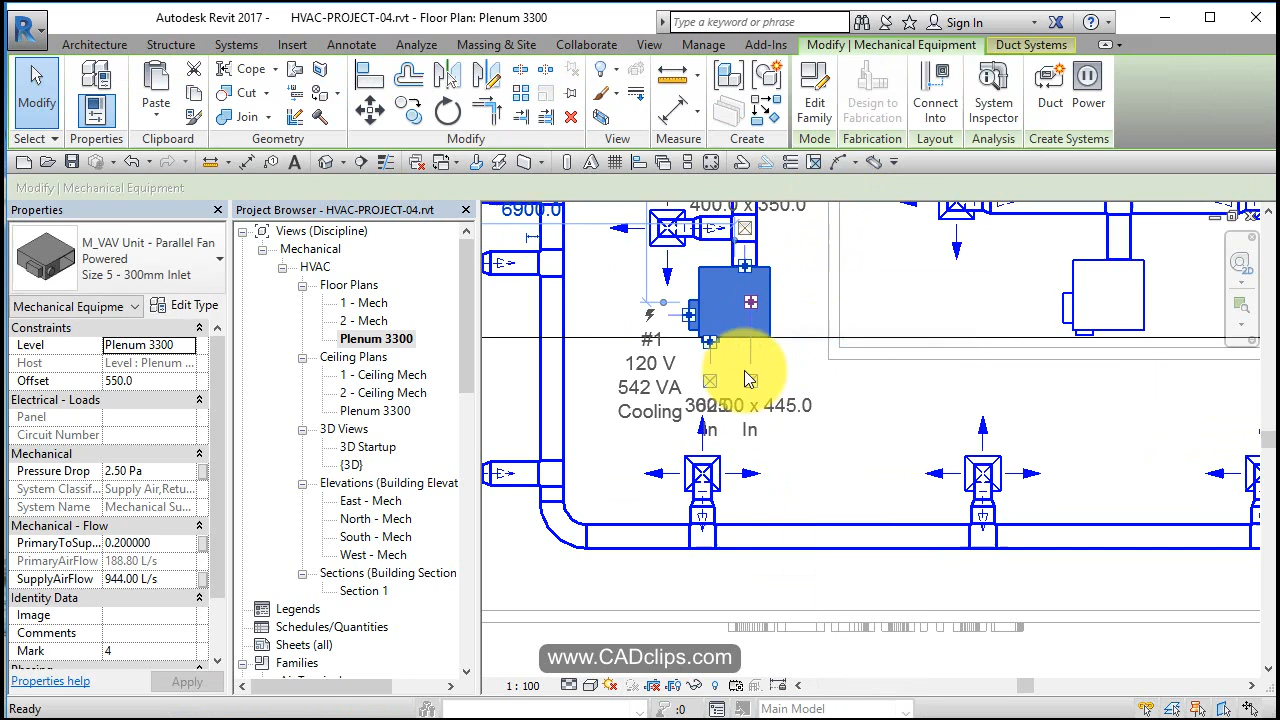 Autodesk Revit 2017 - HVAC-PROJECT-04.rvt - Floor Plan: Plenum 3300
Type a keyword or phrase
Sign In
Architecture Structure Systems Insert Annotate Analyze Massing & Site Collaborate View Manage Add-Ins Modify | Mechanical Equipment Duct Systems
Modify
Properties
Paste
Cope
Cut
Join
Edit Family
Design to Fabrication
Connect Into
System Inspector
Duct
Power
Select Properties Clipboard Geometry Modify View Measure Create Mode Fabrication Layout Analysis Create Systems
Modify | Mechanical Equipment
Properties
M_VAV Unit - Parallel Fan Powered
Size 5 - 300mm Inlet
Mechanical Equipme
Edit Type
Constraints
Level Plenum 3300
Host Level : Plenum ...
Offset 550.0
Electrical - Loads
Panel
Circuit Number
Mechanical
Pressure Drop 2.50 Pa
System Classif... Supply Air,Retu...
System Name Mechanical Su...
Mechanical - Flow
PrimaryToSup... 0.200000
PrimaryAirFlow 188.80 L/s
SupplyAirFlow 944.00 L/s
Identity Data
Image
Comments
Mark 4
Properties help
Apply
Project Browser - HVAC-PROJECT-04.rvt
Views (Discipline)
Mechanical
HVAC
Floor Plans
1 - Mech
2 - Mech
Plenum 3300
Ceiling Plans
1 - Ceiling Mech
2 - Ceiling Mech
Plenum 3300
3D Views
3D Startup
{3D}
Elevations (Building Elevat
East - Mech
North - Mech
South - Mech
West - Mech
Sections (Building Section
Section 1
Legends
Schedules/Quantities
Sheets (all)
Families
6900.0
400.0 x 350.0
#1
120 V
542 VA
Cooling
x 445.0
In
In
www.CADclips.com
1 : 100
Ready
:0
Main Model